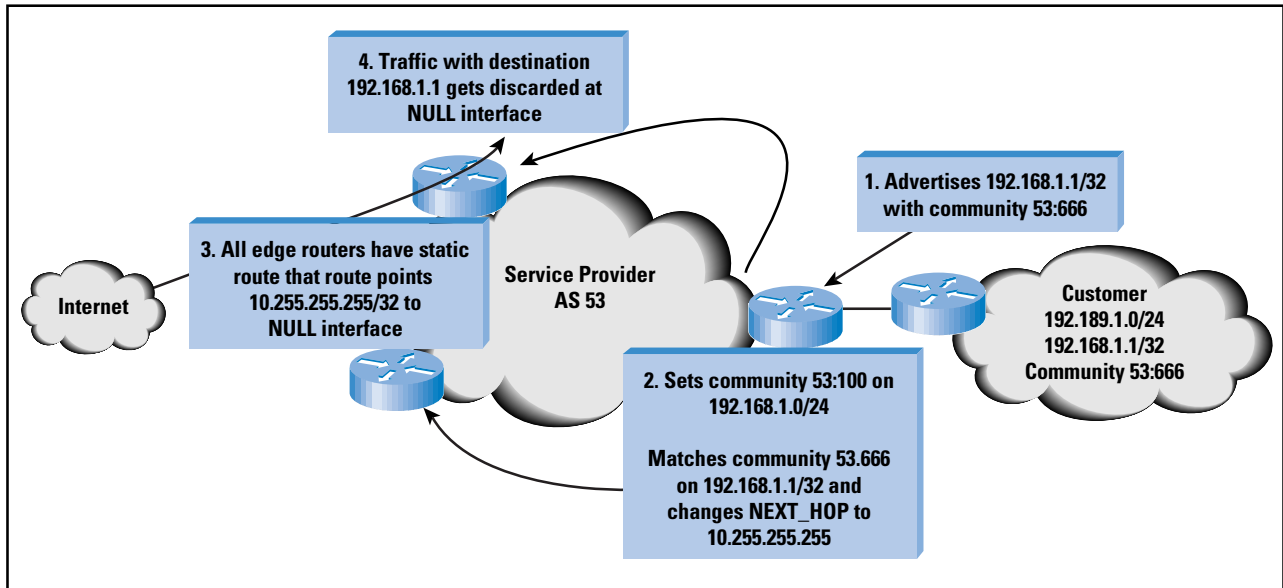 4. Traffic with destination
192.168.1.1 gets discarded at
NULL interface
1. Advertises 192.168.1.1/32
with community 53:666
3. All edge routers have static
route that route points
10.255.255.255/32 to
NULL interface
Internet
Service Provider
AS 53
Customer
192.189.1.0/24
192.168.1.1/32
Community 53:666
2. Sets community 53:100 on
192.168.1.0/24
Matches community 53.666
on 192.168.1.1/32 and
changes NEXT_HOP to
10.255.255.255